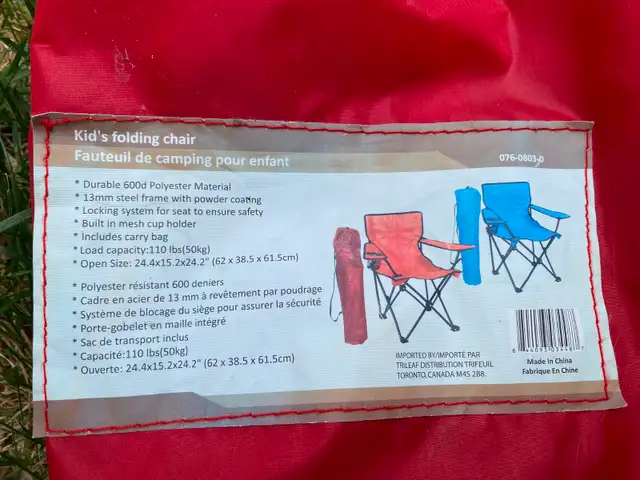 Kid's folding chair
Fauteuil de camping pour enfant
076-0803-0
* Durable 600d Polyester Material
* 13mm steel frame with powder coating
* Locking system for seat to ensure safety
* Built in mesh cup holder
* Includes carry bag
* Load capacity:110 lbs(50kg)
* Open Size: 24.4x15.2x24.2" (62 x 38.5 x 61.5cm)
* Polyester résistant 600 deniers
* Cadre en acier de 13 mm à revêtement par poudrage
* Système de blocage du siège pour assurer la sécurité
* Porte-gobelet en maille intégré
* Sac de transport inclus
* Capacité:110 lbs(50kg)
* Ouverte: 24.4x15.2x24.2" (62 x 38.5 x 61.5cm)
IMPORTED BY/IMPORTÉ PAR
TRILEAF DISTRIBUTION TRIFEUIL
TORONTO, CANADA M4S 2B8.
Made in China
Fabrique En Chine